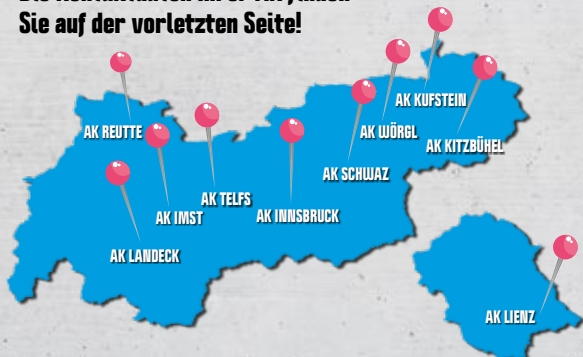 Sie auf der vorletzten Seite!
AK KUFSTEIN
AK REUTTE
AK WÖRGL
AK KITZBÜHEL
AK SCHWAZ
AK TELFS
AK IMST
AK INNSBRUCK
AK LANDECK
AK LIENZ